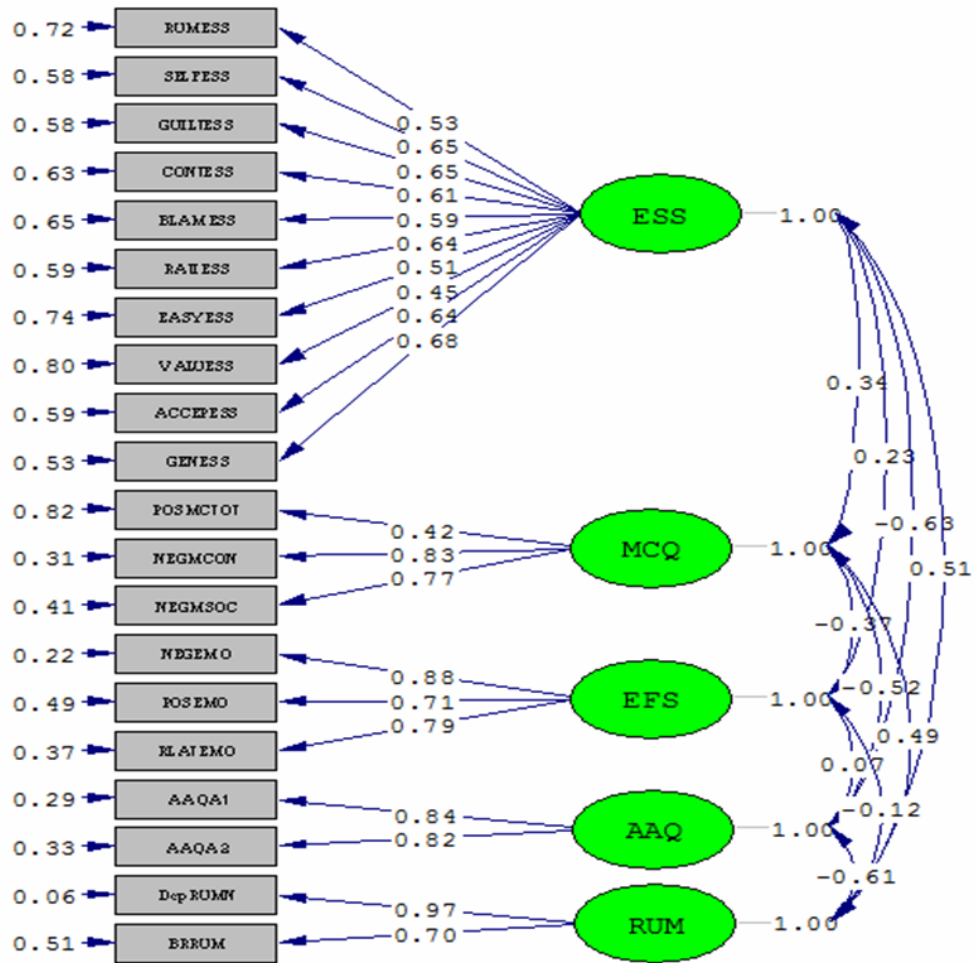 0.72 RUMESS
0.58 SELFESS
0.58 GUILTESS
0.63 CONTESS
0.65 BLAMESS
0.59 RATIESS
0.74 EASYESS
0.80 VALUESS
0.59 ACCEPESS
0.53 GENESS
0.82 POSMCTOT
0.31 NEGMCON
0.41 NEGMSOC
0.22 NEGEMO
0.49 POSEMO
0.37 RLATEMO
0.29 AAQA1
0.33 AAQA2
0.06 DepRUMN
0.51 BRRUM
0.53
0.65
0.65
0.61
0.59
0.64
0.51
0.45
0.64
0.68
0.42
0.83
0.77
0.88
0.71
0.79
0.84
0.82
0.97
0.70
ESS 1.00
MCQ 1.00
EFS 1.00
AAQ 1.00
RUM 1.00
0.34
0.23
-0.63
0.51
-0.37
-0.52
0.49
0.07
-0.12
-0.61